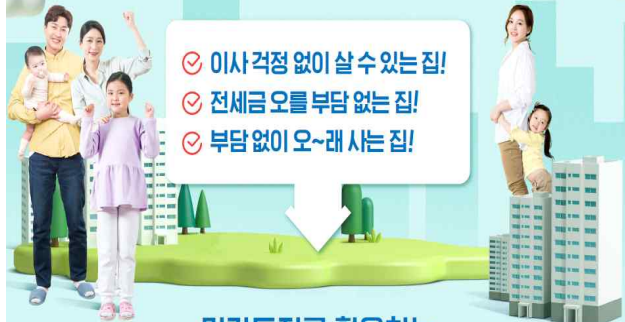 이사 걱정 없이 살 수 있는 집!
전세금 오를 부담 없는 집!
부담 없이 오~래 사는 집!